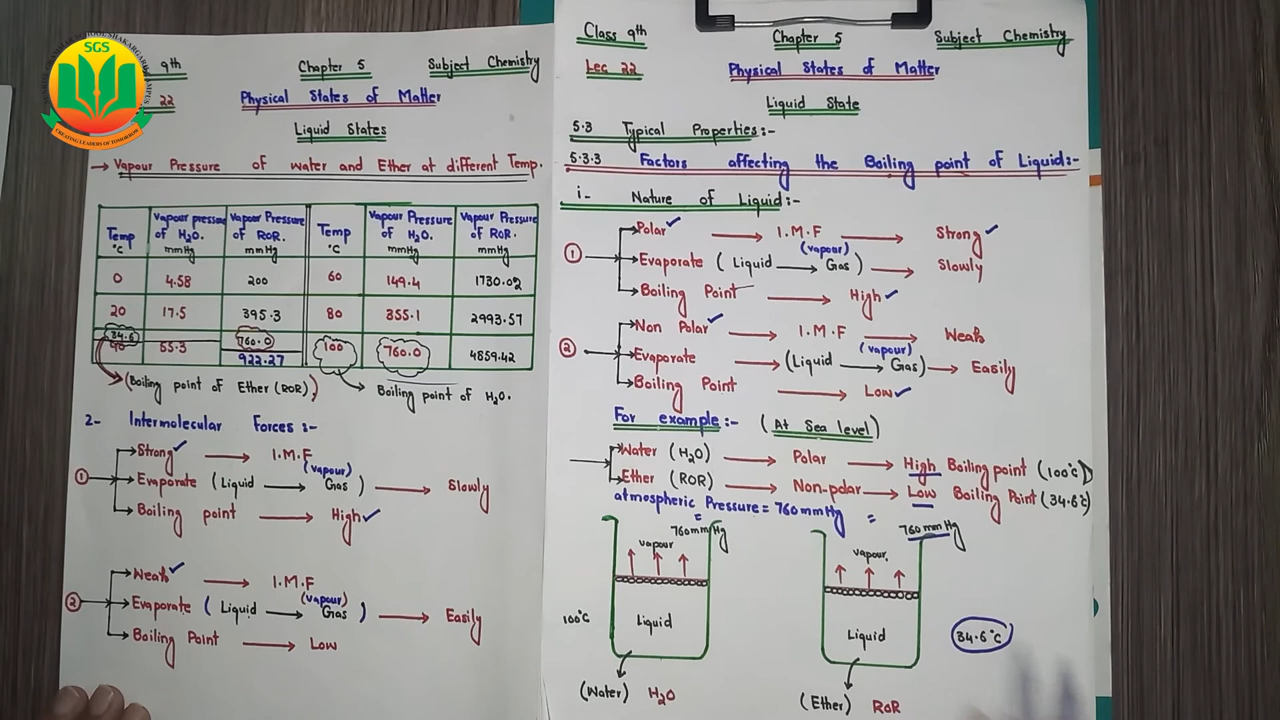 SGS
CREATING LEADERS OF TOMORROW
9th Chapter 5 Subject Chemistry
22 Physical States of Matter
Liquid States
→ Vapour Pressure of water and Ether at different Temp.
Temp °C | Vapour pressure of H₂O. mmHg | Vapour Pressure of ROR. mmHg | Temp °C | Vapour Pressure of H₂O. mmHg | Vapour Pressure of ROR. mmHg
0 | 4.58 | 200 | 60 | 149.4 | 1730.02
20 | 17.5 | 395.3 | 80 | 355.1 | 2993.57
34.6 | 760.0
40 | 55.3 | 922.27 | 100 | 760.0 | 4859.42
(Boiling point of Ether (ROR)) Boiling point of H₂O.
2- Intermolecular Forces :-
① Strong ✓ → I.M.F
Evaporate (Liquid → (vapour) Gas) → Slowly
Boiling point → High ✓
② Weak ✓ → I.M.F
Evaporate (Liquid → (vapour) Gas) → Easily
Boiling Point → Low
Class 9th Chapter 5 Subject Chemistry
Lec 22 Physical States of Matter
Liquid State
5.3 Typical Properties:-
5.3.3 Factors affecting the Boiling point of Liquid:-
i- Nature of Liquid:-
① Polar ✓ → I.M.F → Strong ✓
Evaporate (Liquid → (vapour) Gas) → Slowly
Boiling Point → High ✓
② Non Polar ✓ → I.M.F → Weak
Evaporate → (Liquid → (vapour) Gas) → Easily
Boiling Point → Low ✓
For example :- (At Sea level)
Water (H₂O) → Polar → High Boiling point (100°C)
Ether (ROR) → Non-polar → Low Boiling Point (34.6°C)
atmospheric Pressure = 760 mmHg =
= 760mmHg 760 mmHg
vapour vapour.
100°C Liquid Liquid 34.6°C
(Water) H₂O (Ether) ROR